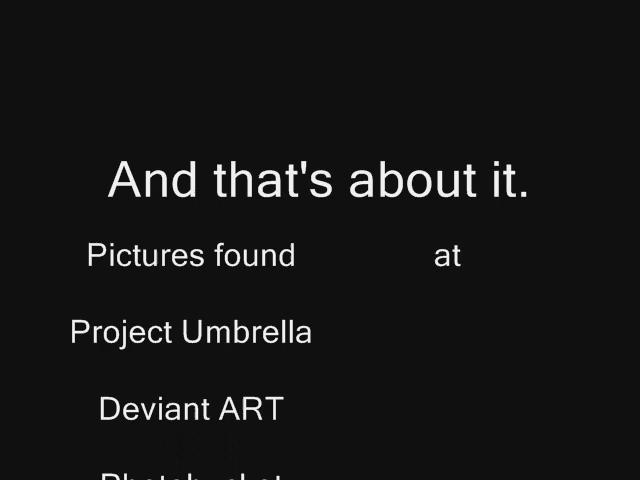 And that's about it.
Pictures found at
Project Umbrella
Deviant ART